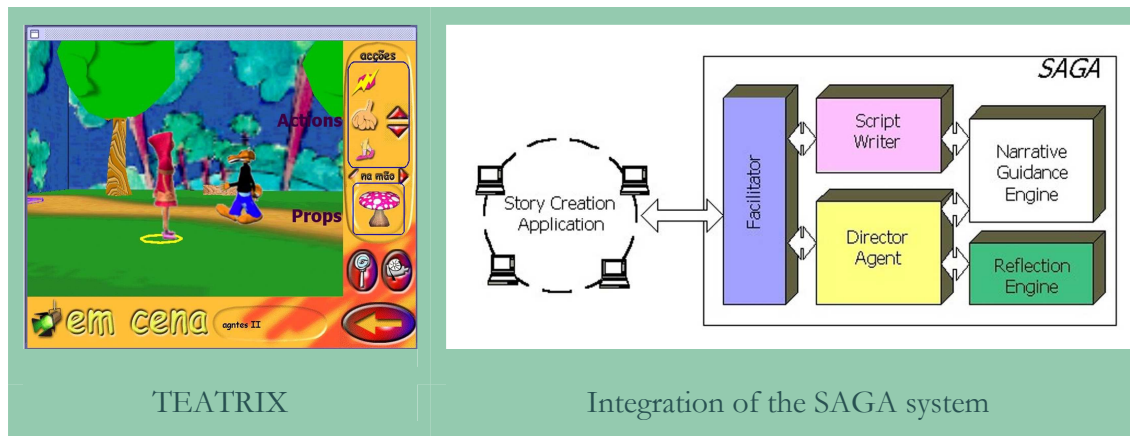 acções
Actions
na mão
Props
em cena
agntes II
TEATRIX
SAGA
Story Creation
Application
Facilitator
Script
Writer
Director
Agent
Narrative
Guidance
Engine
Reflection
Engine
Integration of the SAGA system